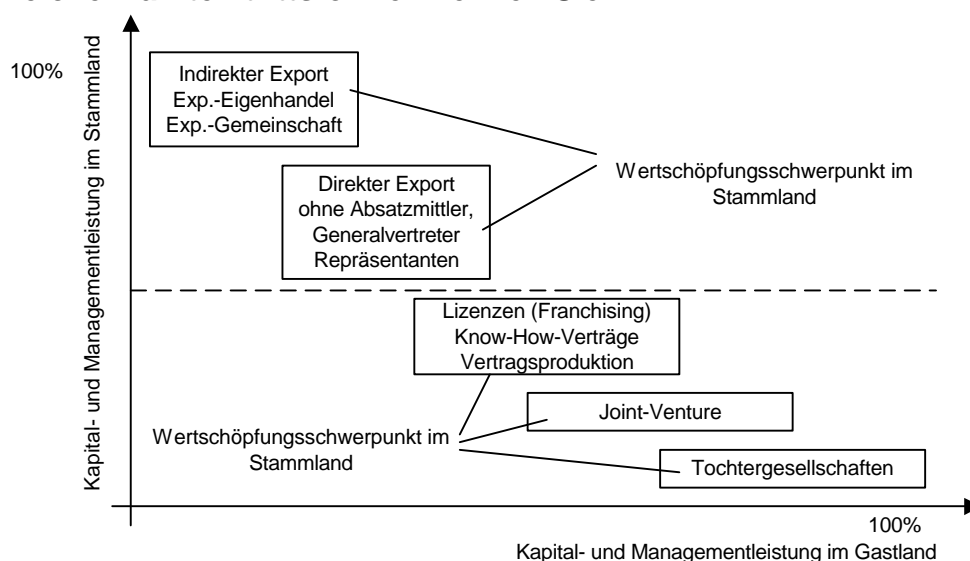 100%
Kapital- und Managementleistung im Stammland
Indirekter Export
Exp.-Eigenhandel
Exp.-Gemeinschaft
Wertschöpfungsschwerpunkt im
Stammland
Direkter Export
ohne Absatzmittler,
Generalvertreter
Repräsentanten
Lizenzen (Franchising)
Know-How-Verträge
Vertragsproduktion
Joint-Venture
Wertschöpfungsschwerpunkt im
Stammland
Tochtergesellschaften
100%
Kapital- und Managementleistung im Gastland